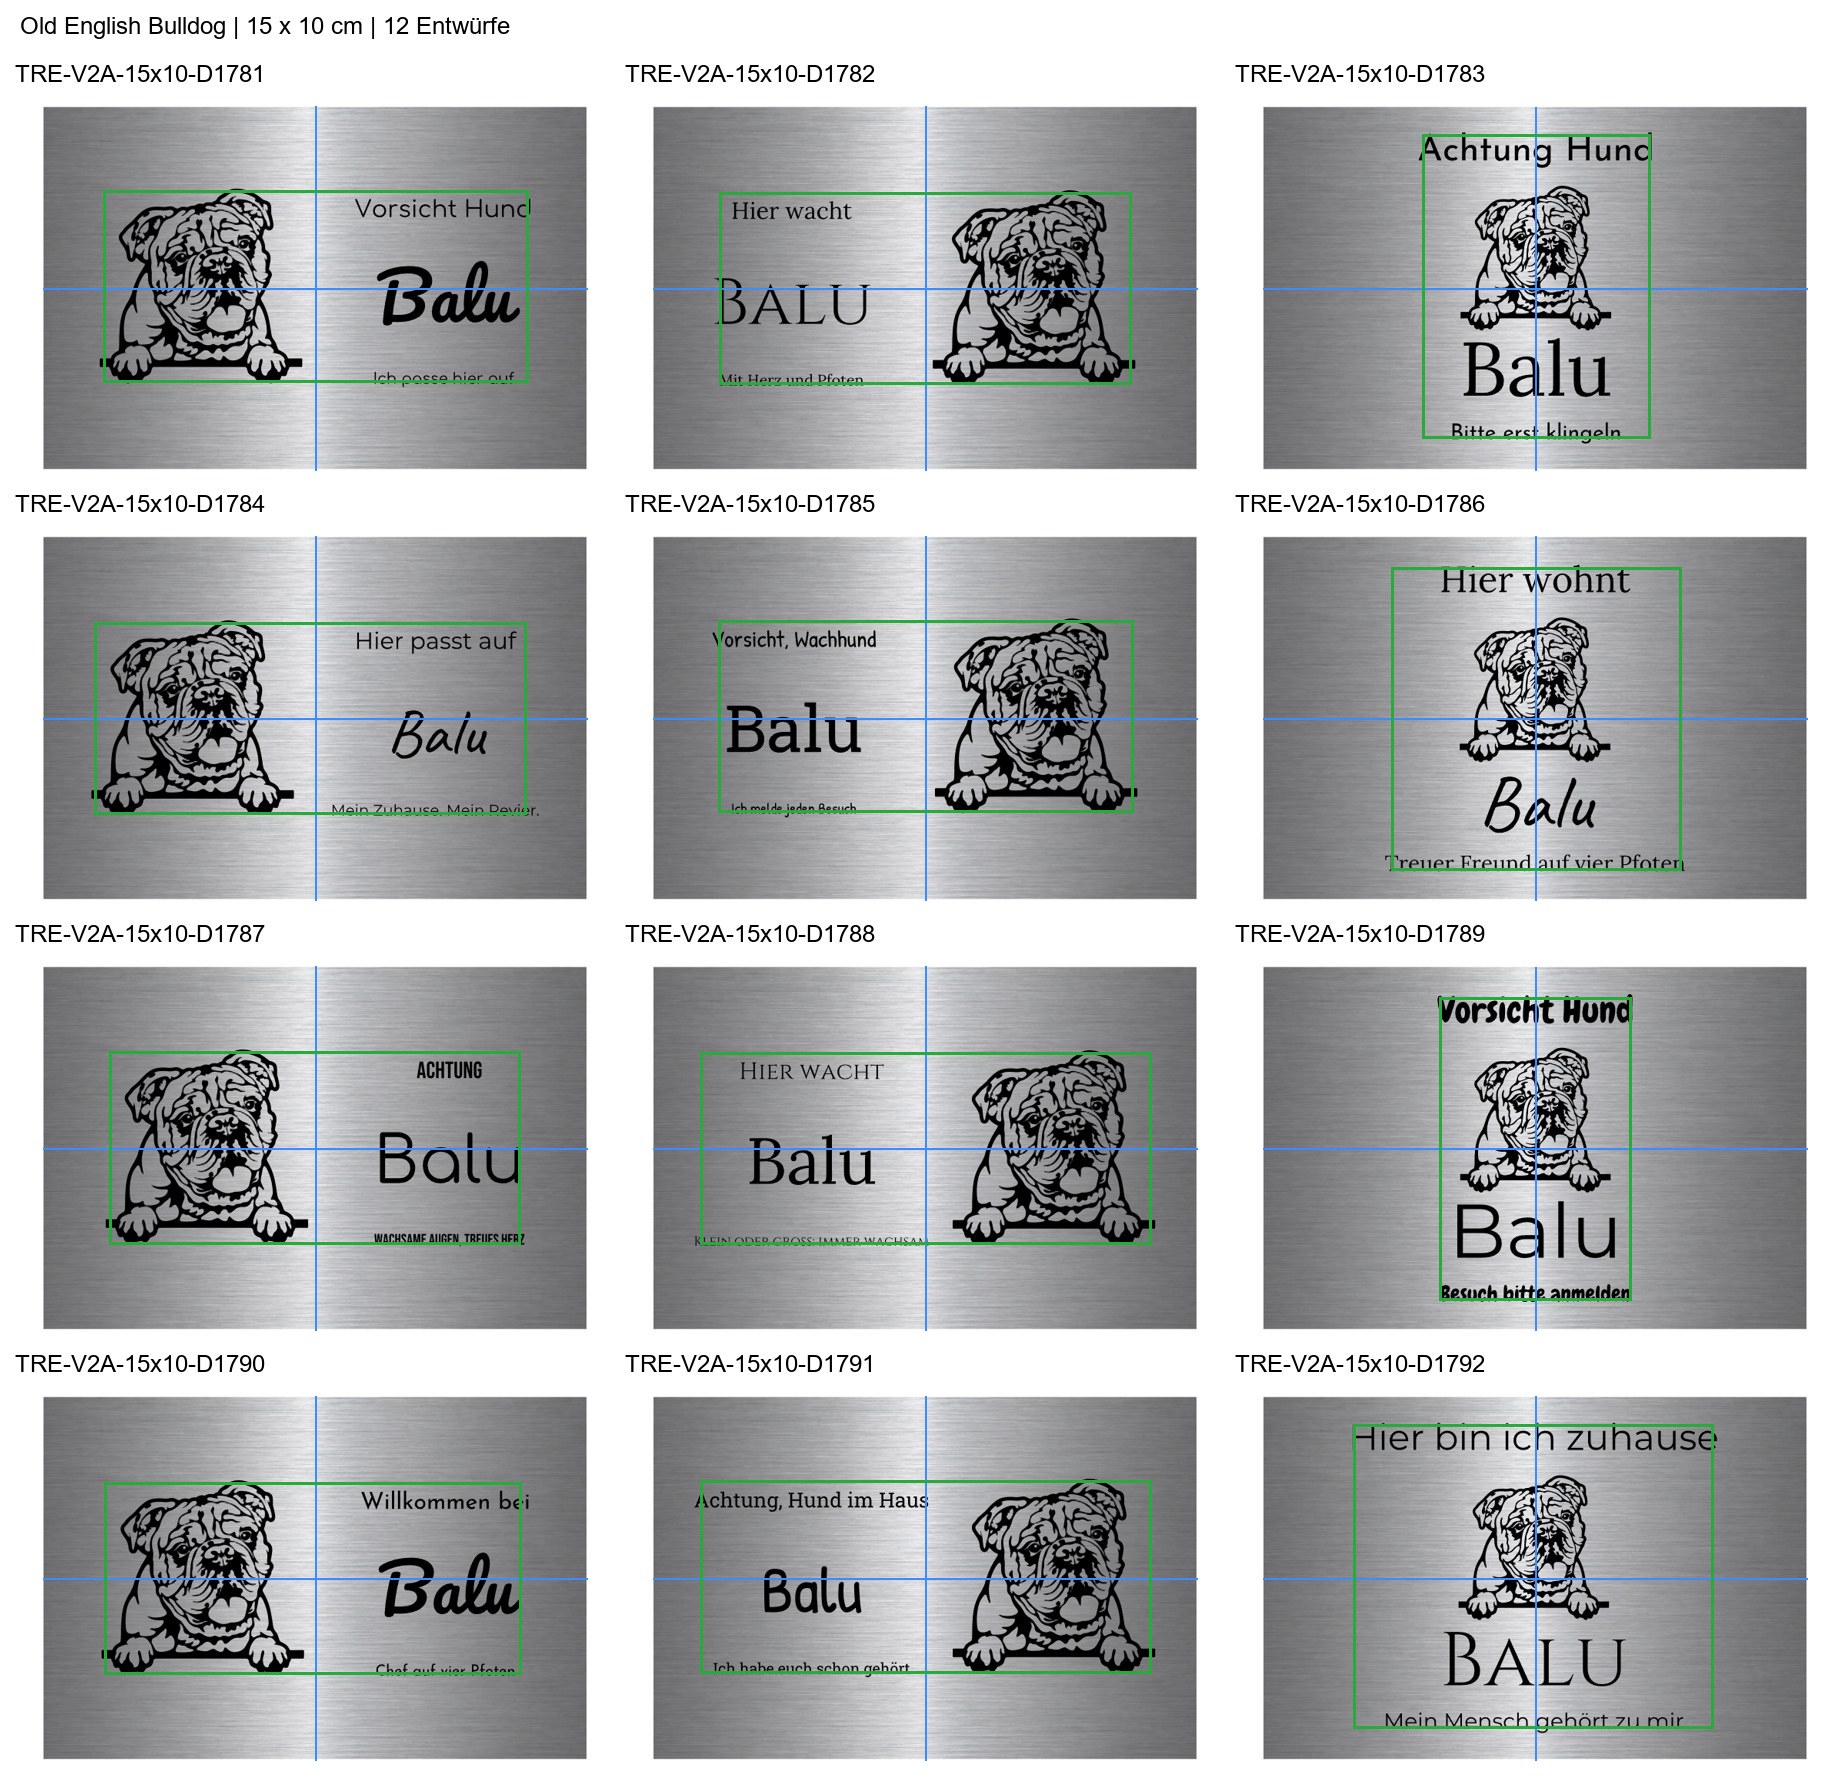 Old English Bulldog | 15 x 10 cm | 12 Entwürfe
TRE-V2A-15x10-D1781
Vorsicht Hund
Balu
Ich passe hier auf
TRE-V2A-15x10-D1782
Hier wacht
BALU
Mit Herz und Pfoten
TRE-V2A-15x10-D1783
Achtung Hund
Balu
Bitte erst klingeln
TRE-V2A-15x10-D1784
Hier passt auf
Balu
Mein Zuhause. Mein Revier.
TRE-V2A-15x10-D1785
Vorsicht, Wachhund
Balu
Ich melde jeden Besuch
TRE-V2A-15x10-D1786
Hier wohnt
Balu
Treuer Freund auf vier Pfoten
TRE-V2A-15x10-D1787
ACHTUNG
Balu
WACHSAME AUGEN, TREUES HERZ
TRE-V2A-15x10-D1788
HIER WACHT
Balu
KLEIN ODER GROSS: IMMER WACHSAM
TRE-V2A-15x10-D1789
Vorsicht Hund
Balu
Besuch bitte anmelden
TRE-V2A-15x10-D1790
Willkommen bei
Balu
Chef auf vier Pfoten
TRE-V2A-15x10-D1791
Achtung, Hund im Haus
Balu
Ich habe euch schon gehört
TRE-V2A-15x10-D1792
Hier bin ich zuhause
BALU
Mein Mensch gehört zu mir